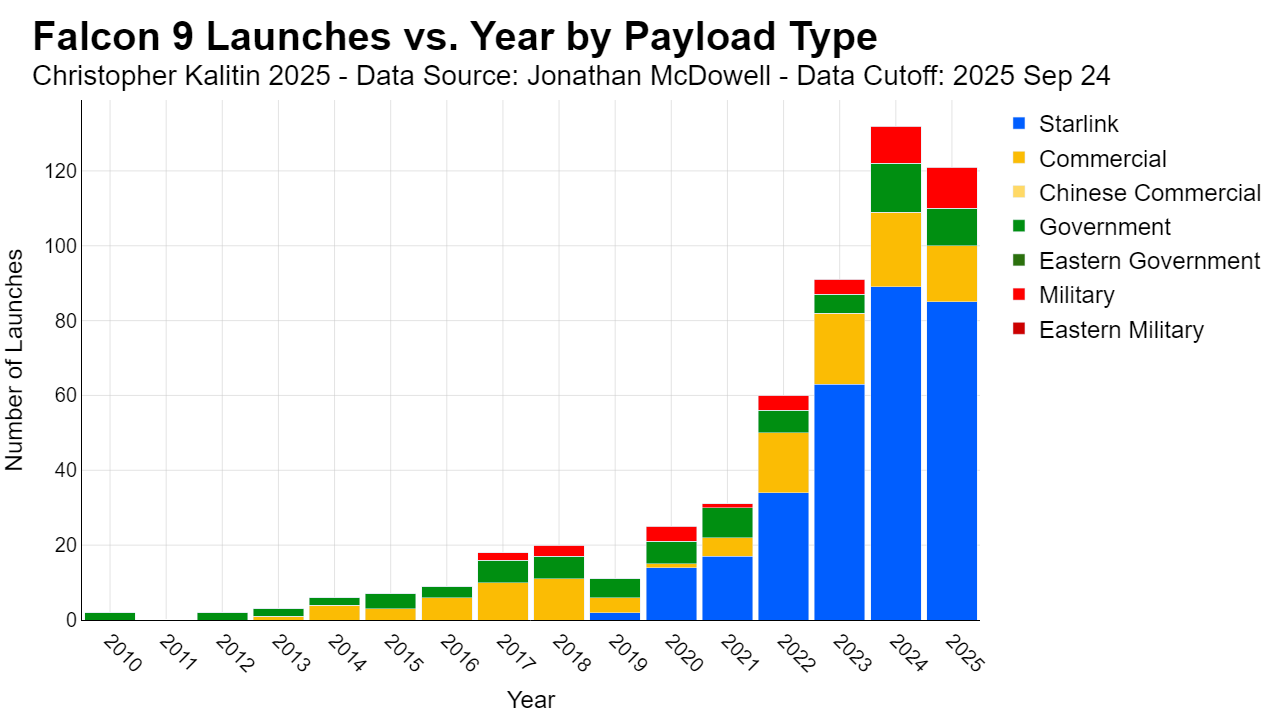 Falcon 9 Launches vs. Year by Payload Type
Christopher Kalitin 2025 - Data Source: Jonathan McDowell - Data Cutoff: 2025 Sep 24
Starlink
Commercial
Chinese Commercial
Government
Eastern Government
Military
Eastern Military
Number of Launches
120
100
80
60
40
20
0
2010
2011
2012
2013
2014
2015
2016
2017
2018
2019
2020
2021
2022
2023
2024
2025
Year